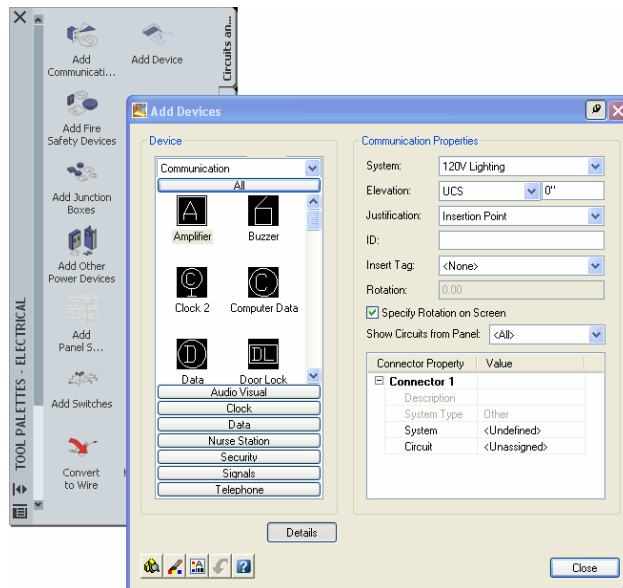 Add
Communicati...
Add Device
Circuits an...
Add Fire
Safety Devices
Add Junction
Boxes
Add Other
Power Devices
Add
Panel S...
Add Switches
Convert
to Wire
TOOL PALETTES - ELECTRICAL
Add Devices
Device
Communication
All
A
Amplifier
Buzzer
C
Clock 2
C
Computer Data
D
Data
DL
Door Lock
Audio Visual
Clock
Data
Nurse Station
Security
Signals
Telephone
Details
Communication Properties
System: 120V Lighting
Elevation: UCS 0"
Justification: Insertion Point
ID:
Insert Tag: <None>
Rotation: 0.00
Specify Rotation on Screen
Show Circuits from Panel: <All>
Connector Property Value
Connector 1
Description
System Type Other
System <Undefined>
Circuit <Unassigned>
Close